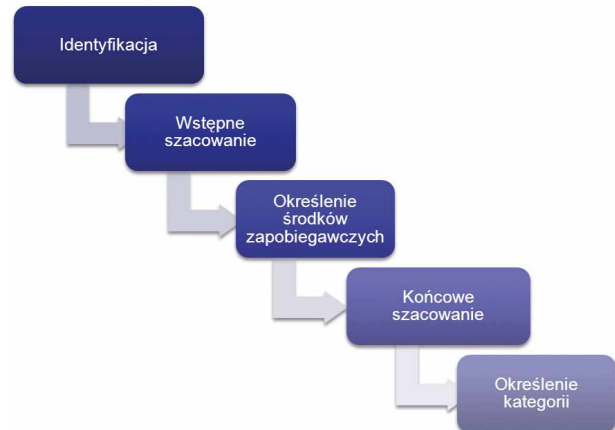 Identyfikacja
Wstępne
szacowanie
Określenie
środków
zapobiegawczych
Końcowe
szacowanie
Określenie
kategorii